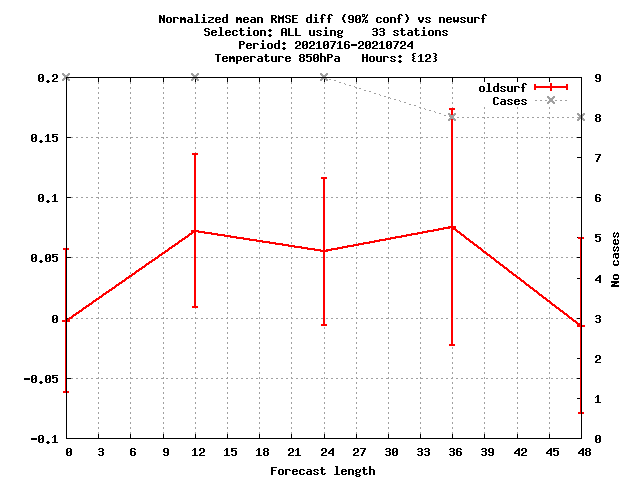 Normalized mean RMSE diff (90% conf) vs newsurf
Selection: ALL using    33 stations
Period: 20210716-20210724
Temperature 850hPa   Hours: {12}
oldsurf
Cases
0.2
0.15
0.1
0.05
0
-0.05
-0.1
9
8
7
6
5
4
3
2
1
0
No cases
0 3 6 9 12 15 18 21 24 27 30 33 36 39 42 45 48
Forecast length